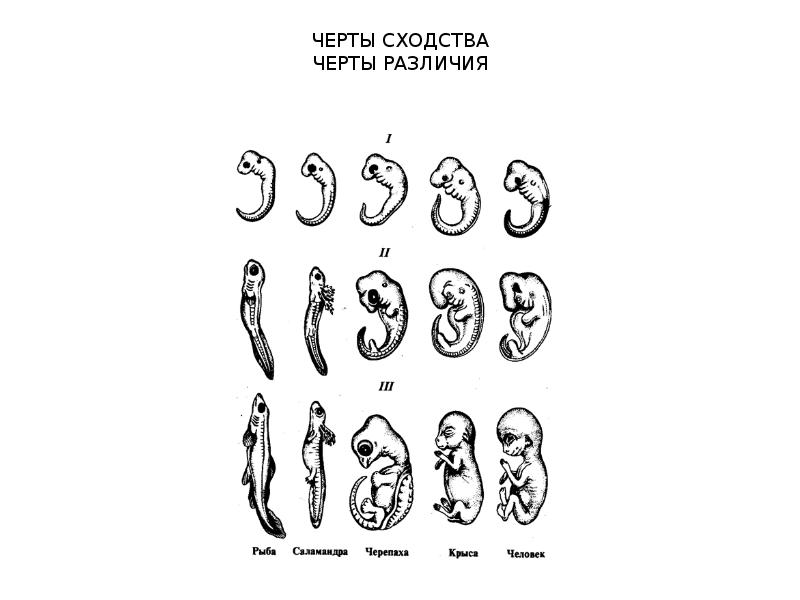 ЧЕРТЫ СХОДСТВА
ЧЕРТЫ РАЗЛИЧИЯ
I
II
III
Рыба Саламандра Черепаха Крыса Человек